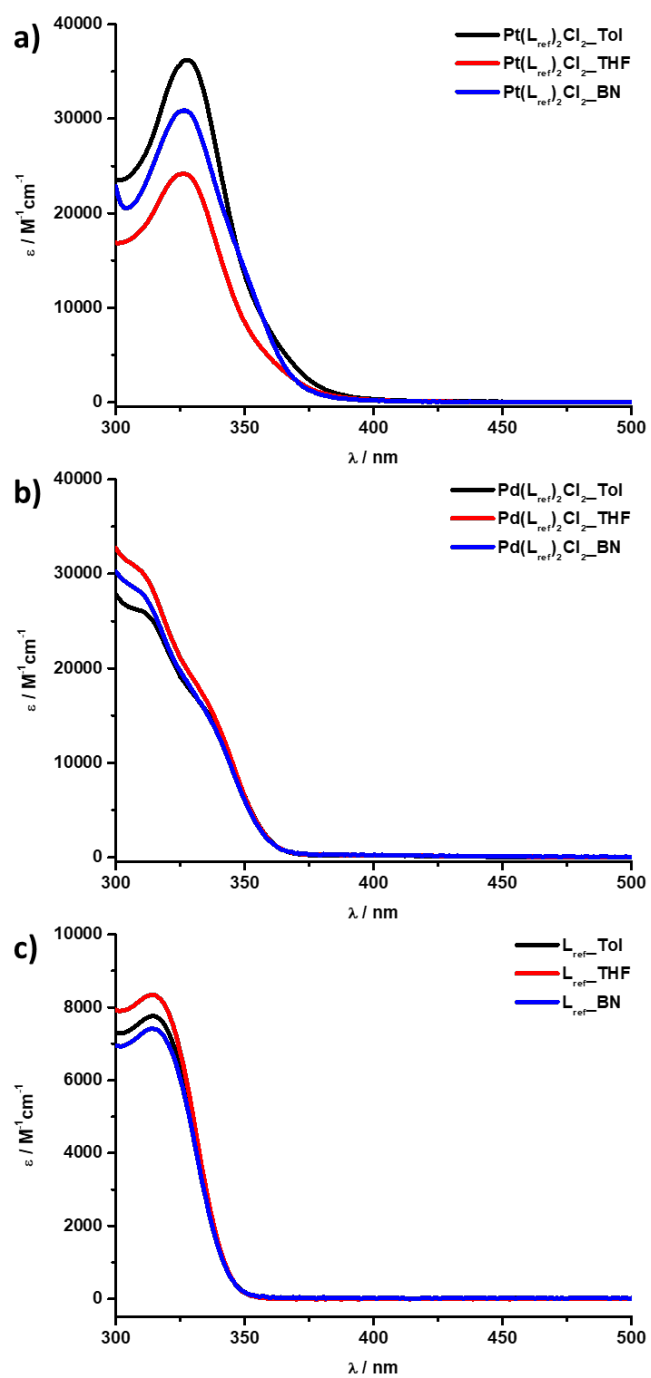 a)
Pt(Lref)2Cl2_Tol
Pt(Lref)2Cl2_THF
Pt(Lref)2Cl2_BN
40000
30000
20000
10000
0
ε / M-1cm-1
300
350
400
450
500
λ / nm
b)
Pd(Lref)2Cl2_Tol
Pd(Lref)2Cl2_THF
Pd(Lref)2Cl2_BN
40000
30000
20000
10000
0
ε / M-1cm-1
300
350
400
450
500
λ / nm
c)
Lref_Tol
Lref_THF
Lref_BN
10000
8000
6000
4000
2000
0
ε / M-1cm-1
300
350
400
450
500
λ / nm